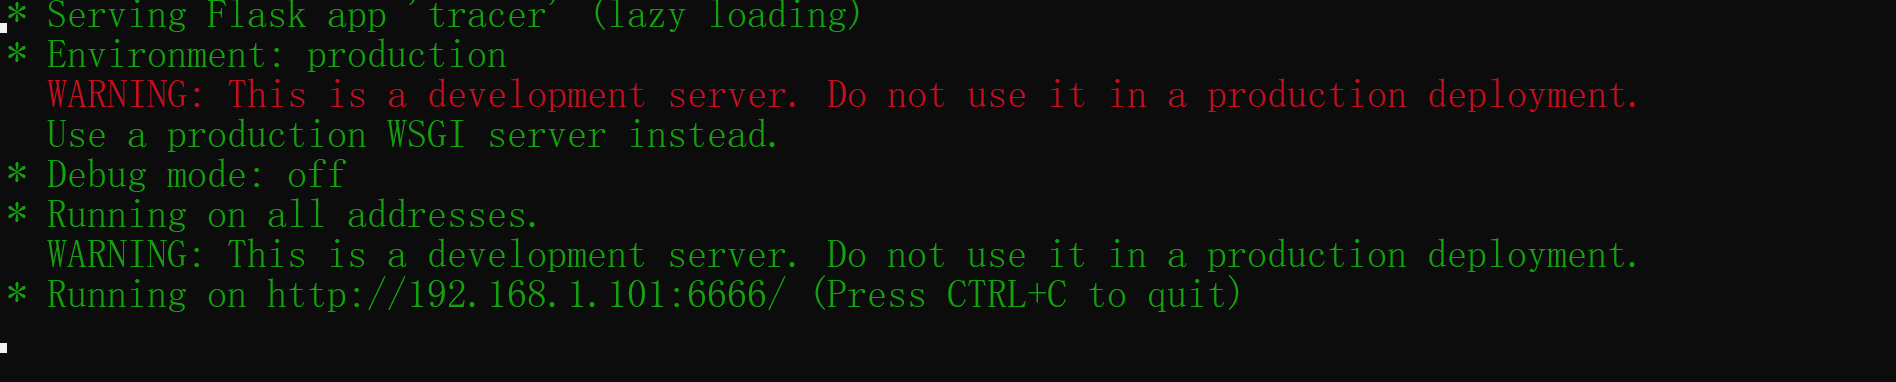 * Serving Flask app 'tracer' (lazy loading)
* Environment: production
WARNING: This is a development server. Do not use it in a production deployment.
Use a production WSGI server instead.
* Debug mode: off
* Running on all addresses.
WARNING: This is a development server. Do not use it in a production deployment.
* Running on http://192.168.1.101:6666/ (Press CTRL+C to quit)